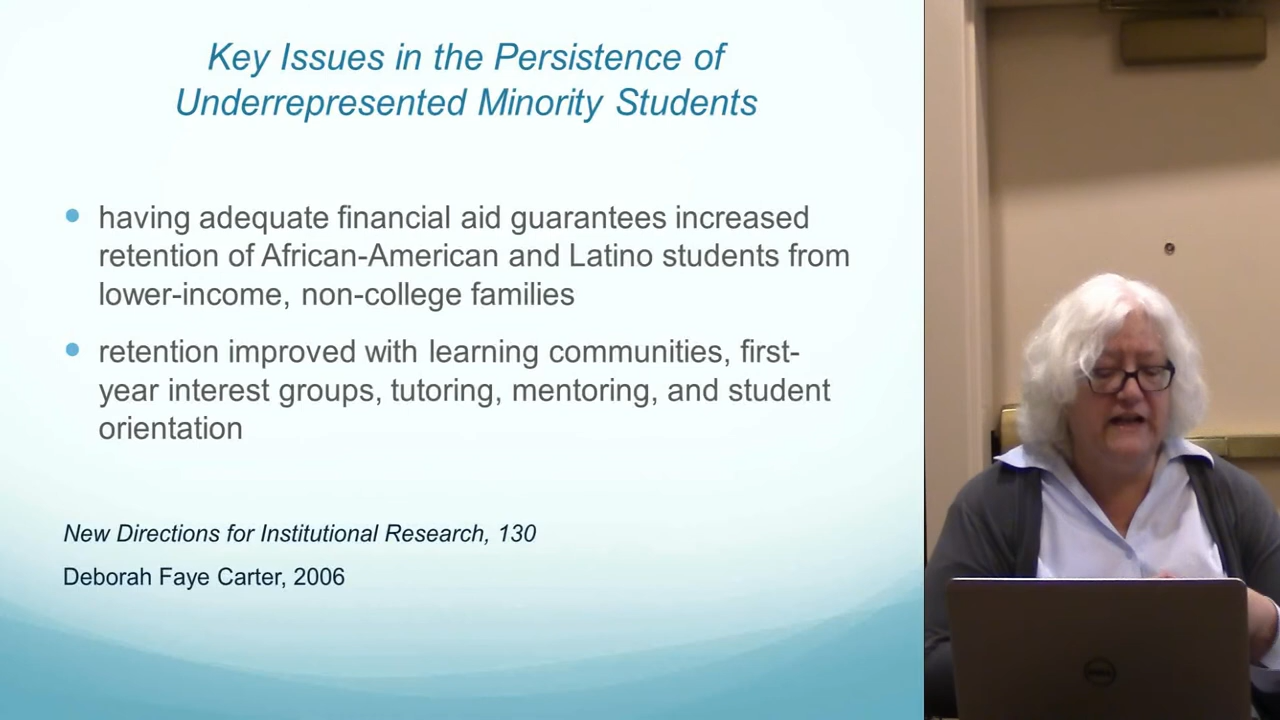 Key Issues in the Persistence of
Underrepresented Minority Students
• having adequate financial aid guarantees increased
retention of African-American and Latino students from
lower-income, non-college families
• retention improved with learning communities, first-
year interest groups, tutoring, mentoring, and student
orientation
New Directions for Institutional Research, 130
Deborah Faye Carter, 2006
DELL